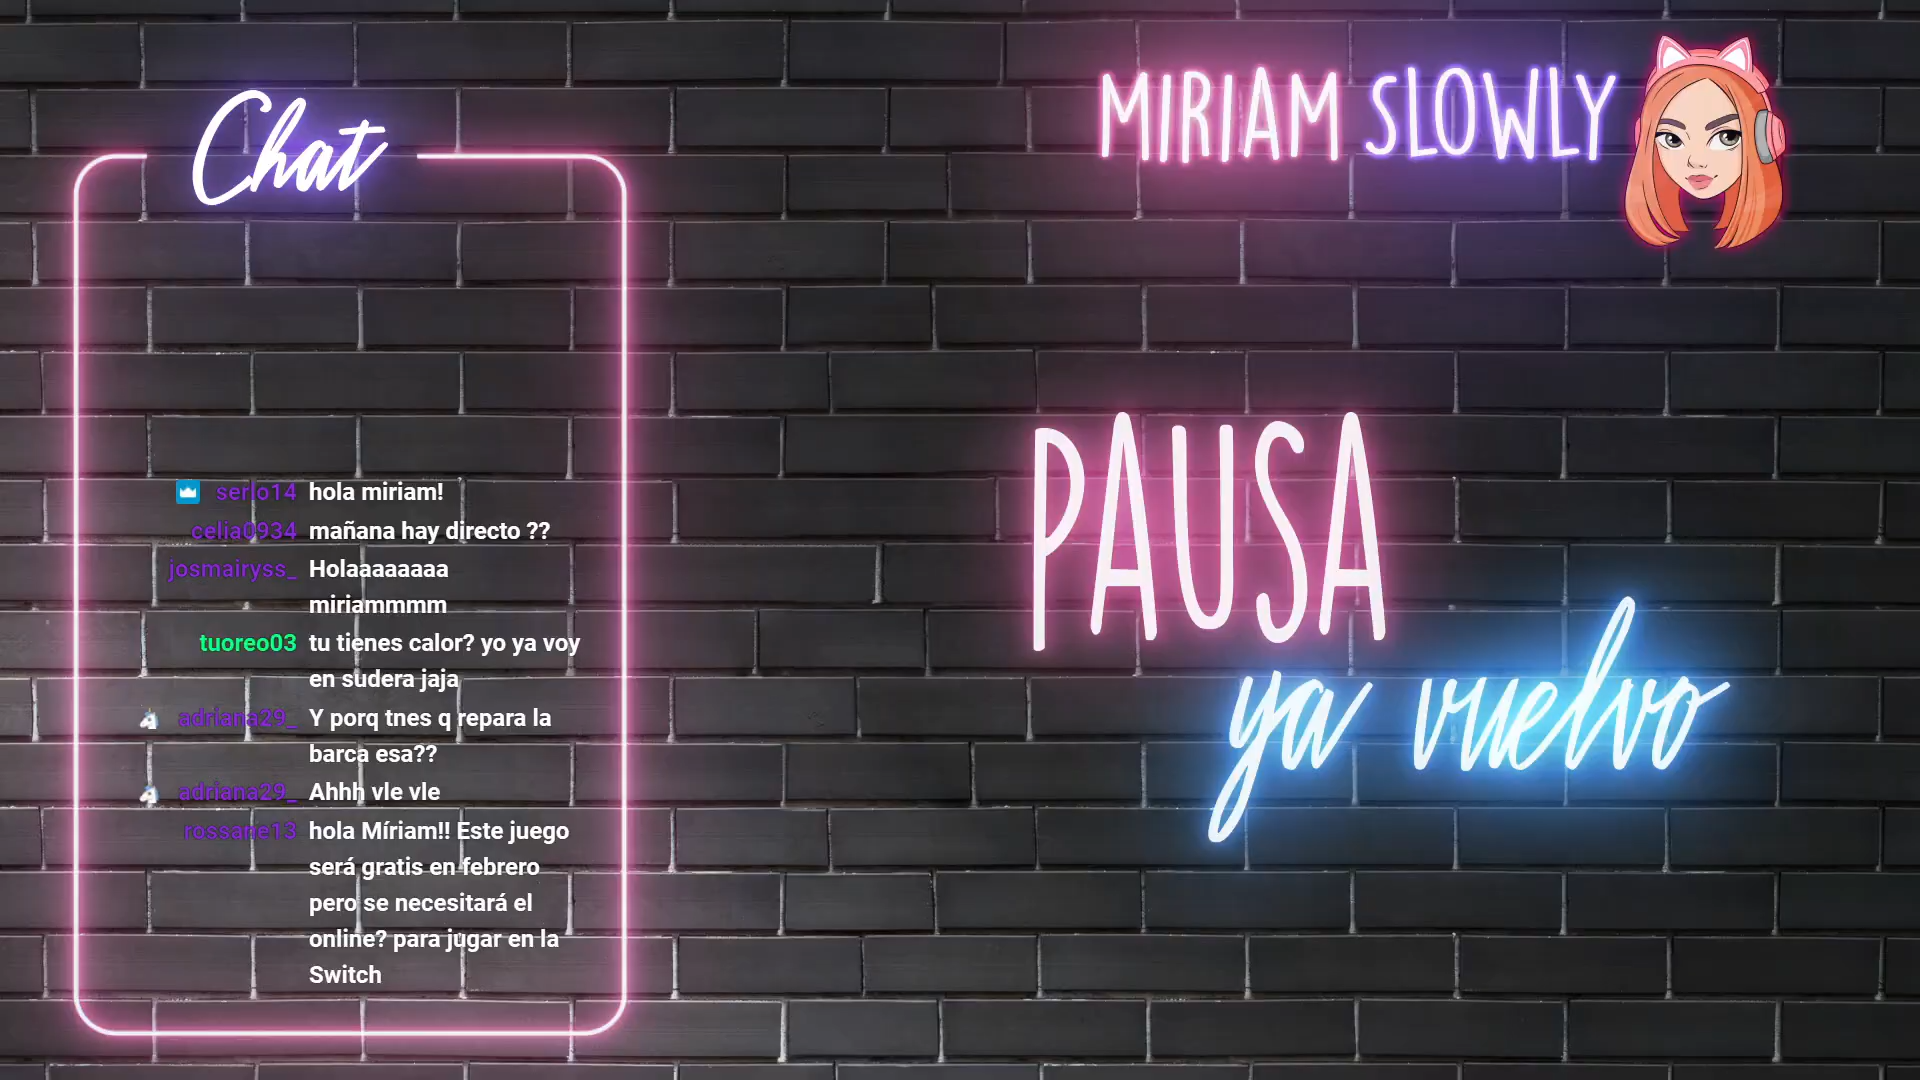 Chat
MIRIAM SLOWLY
serlo14 hola miriam!
celia0934 mañana hay directo ??
josmairyss_ Holaaaaaaaa
miriammmm
tuoreo03 tu tienes calor? yo ya voy
en sudera jaja
adriana29_ Y porq tnes q repara la
barca esa??
adriana29_ Ahhh vle vle
rossane13 hola Míriam!! Este juego
será gratis en febrero
pero se necesitará el
online? para jugar en la
Switch
PAUSA
ya vuelvo